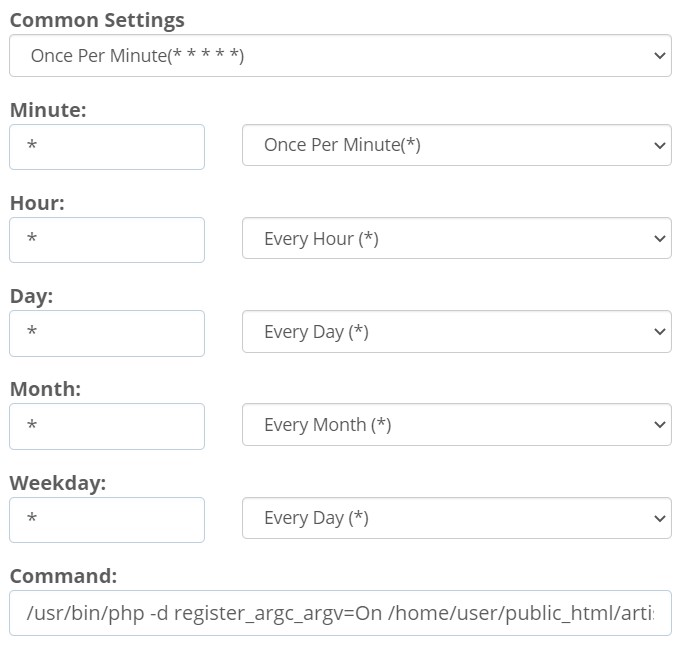 Common Settings
Once Per Minute(* * * * *)
Minute:
* Once Per Minute(*)
Hour:
* Every Hour (*)
Day:
* Every Day (*)
Month:
* Every Month (*)
Weekday:
* Every Day (*)
Command:
/usr/bin/php -d register_argc_argv=On /home/user/public_html/arti